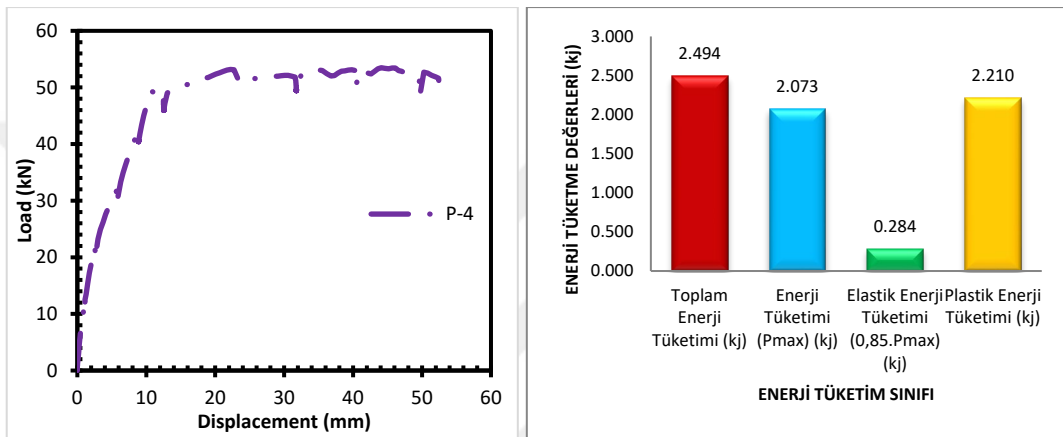 60
50
40
30
20
10
0
Load (kN)
P-4
0 10 20 30 40 50 60
Displacement (mm)
3.000
2.500
2.000
1.500
1.000
0.500
0.000
ENERJİ TÜKETME DEĞERLERİ (kj)
2.494
2.073
0.284
2.210
Toplam
Enerji
Tüketimi (kj)
Enerji
Tüketimi
(Pmax) (kj)
Elastik Enerji
Tüketimi
(0,85.Pmax)
(kj)
Plastik Enerji
Tüketimi (kj)
ENERJİ TÜKETİM SINIFI